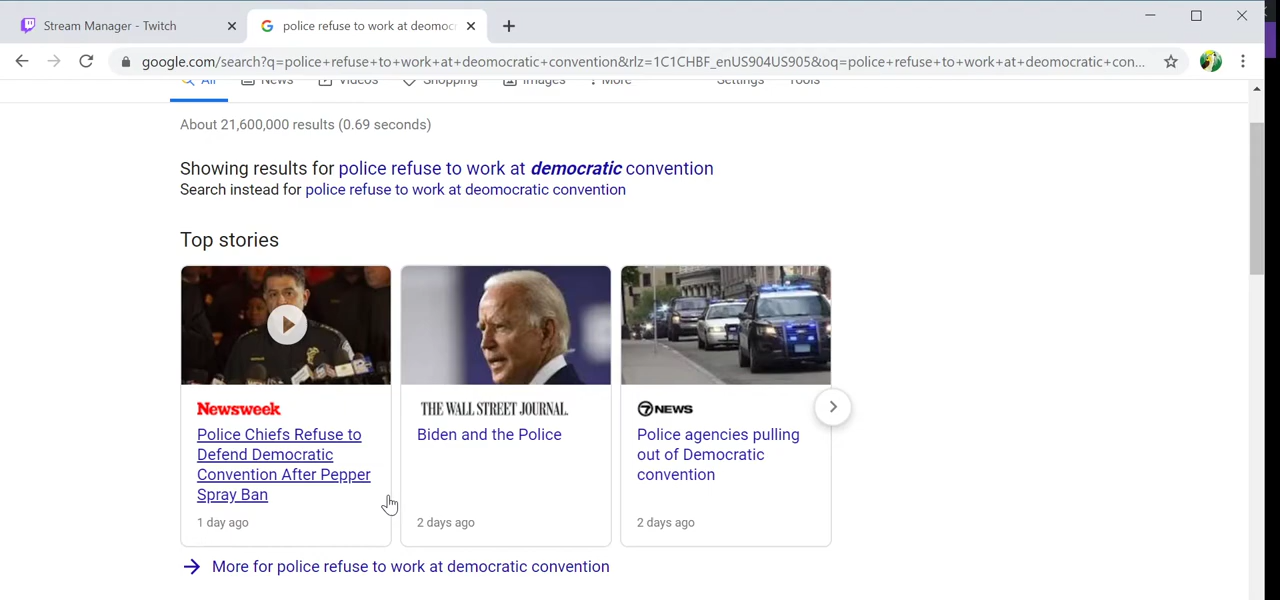 Stream Manager - Twitch
police refuse to work at deomocr
google.com/search?q=police+refuse+to+work+at+deomocratic+convention&rlz=1C1CHBF_enUS904US905&oq=police+refuse+to+work+at+deomocratic+con...
All News Videos Shopping Images More Settings Tools
About 21,600,000 results (0.69 seconds)
Showing results for police refuse to work at democratic convention
Search instead for police refuse to work at deomocratic convention
Top stories
Newsweek
Police Chiefs Refuse to
Defend Democratic
Convention After Pepper
Spray Ban
1 day ago
THE WALL STREET JOURNAL.
Biden and the Police
2 days ago
7NEWS
Police agencies pulling
out of Democratic
convention
2 days ago
More for police refuse to work at democratic convention